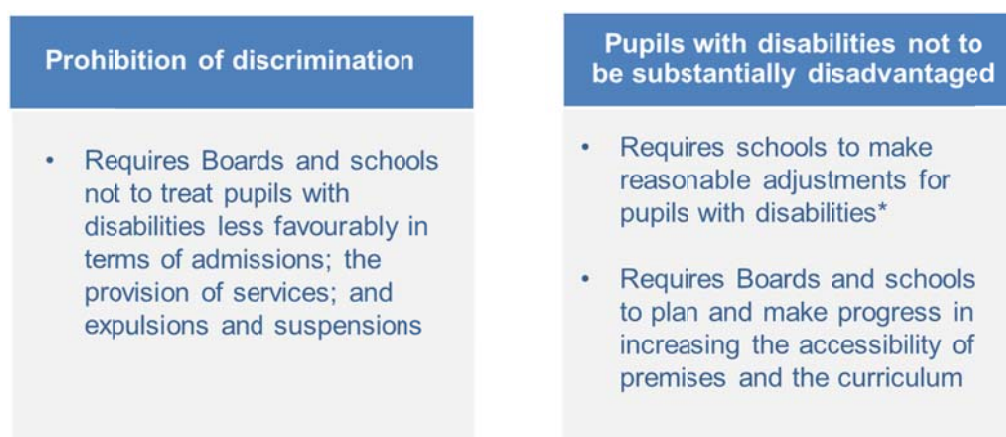 Prohibition of discrimination
• Requires Boards and schools
not to treat pupils with
disabilities less favourably in
terms of admissions; the
provision of services; and
expulsions and suspensions
Pupils with disabilities not to
be substantially disadvantaged
• Requires schools to make
reasonable adjustments for
pupils with disabilities*
• Requires Boards and schools
to plan and make progress in
increasing the accessibility of
premises and the curriculum